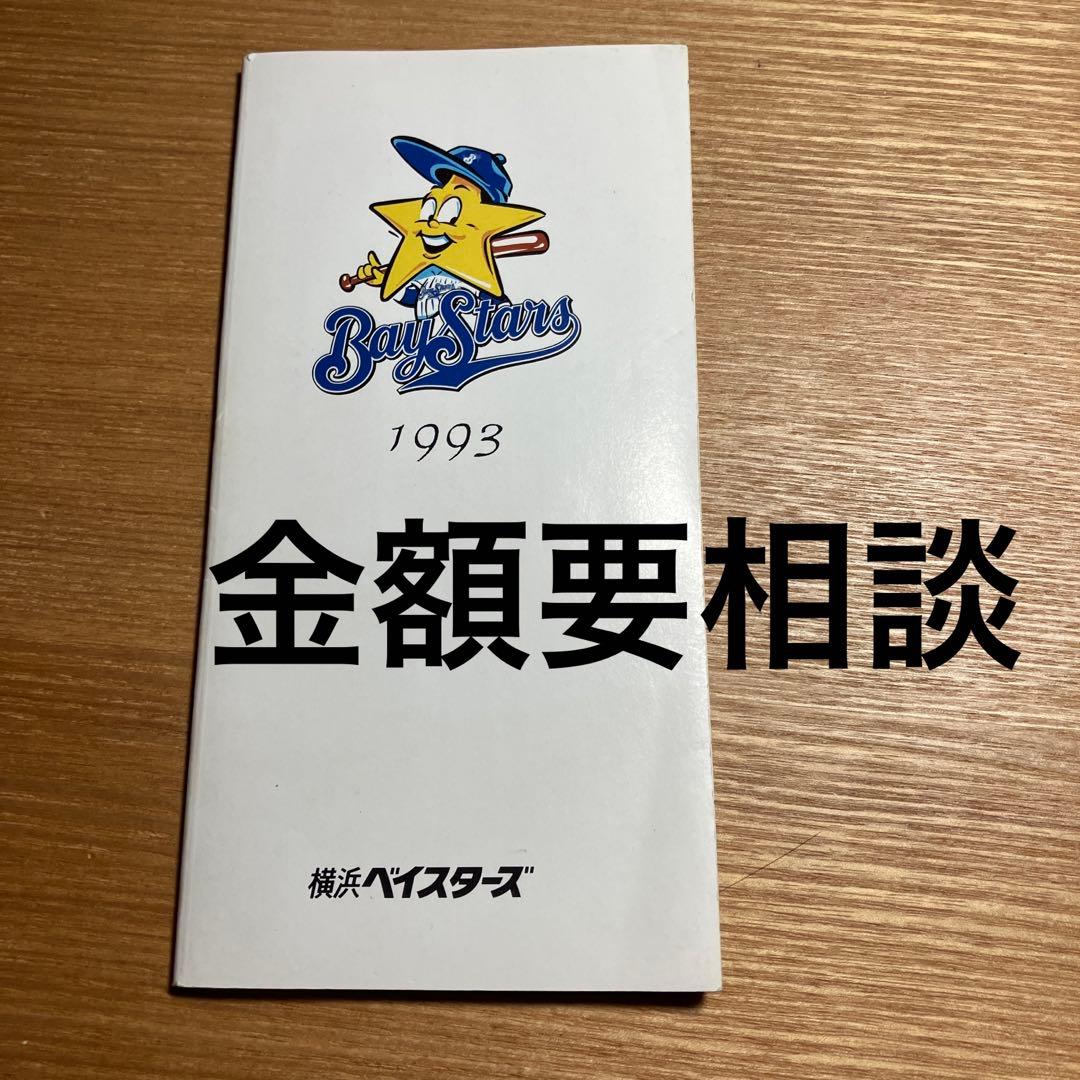 BayStars
1993
金額要相談
横浜ベイスターズ